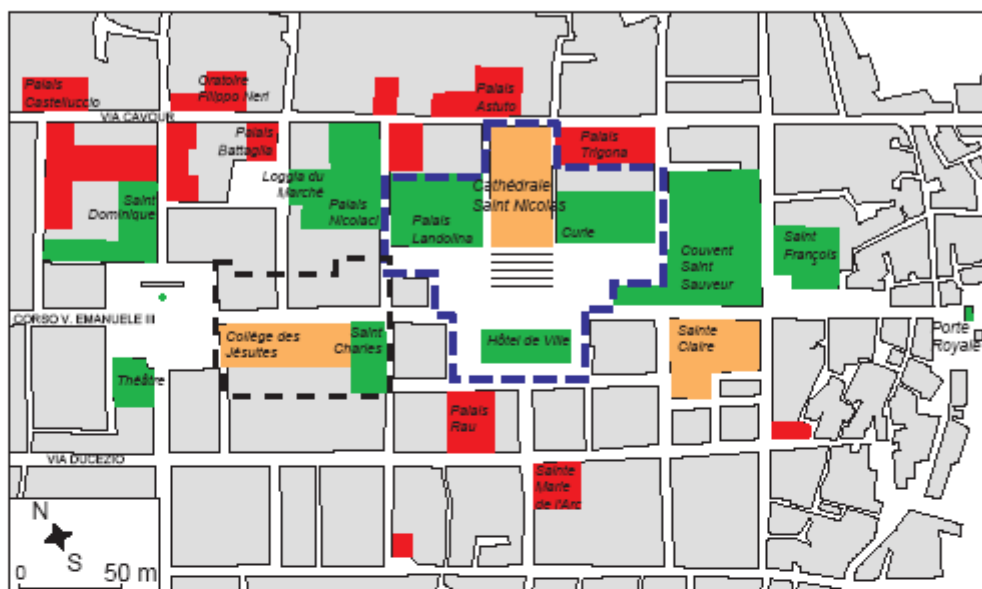 Palais
Castelluccio
Oratoire
Filippo Neri
Palais
Astuto
VIA CAVOUR
Palais
Battaglia
Palais
Trigona
Loggia du
Marché
Cathédrale
Saint Nicolas
Saint
Dominique
Palais
Nicolaci
Palais
Landolina
Curie
Couvent
Saint
Sauveur
Saint
François
CORSO V. EMANUELE III
Collège des
Jésuites
Saint
Charles
Hôtel de Ville
Sainte
Claire
Porte
Royale
Théâtre
Palais
Rau
VIA DUCEZIO
Sainte
Marie
de l'Arc
N
S
0 50 m